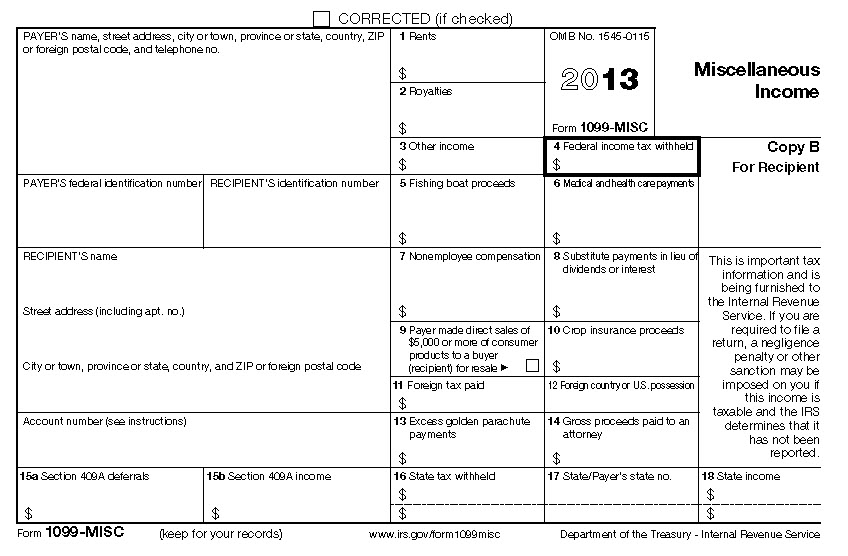 CORRECTED (if checked)
PAYER'S name, street address, city or town, province or state, country, ZIP
or foreign postal code, and telephone no.
1 Rents
$
2 Royalties
$
OMB No. 1545-0115
2013
Form 1099-MISC
Miscellaneous
Income
3 Other income
$
4 Federal income tax withheld
$
Copy B
For Recipient
PAYER'S federal identification number
RECIPIENT'S identification number
5 Fishing boat proceeds
$
6 Medical and health care payments
$
RECIPIENT'S name
Street address (including apt. no.)
City or town, province or state, country, and ZIP or foreign postal code
7 Nonemployee compensation
$
8 Substitute payments in lieu of
dividends or interest
$
9 Payer made direct sales of
$5,000 or more of consumer
products to a buyer
(recipient) for resale ►
10 Crop insurance proceeds
$
11 Foreign tax paid
$
12 Foreign country or U.S. possession
This is important tax
information and is
being furnished to
the Internal Revenue
Service. If you are
required to file a
return, a negligence
penalty or other
sanction may be
imposed on you if
this income is
taxable and the IRS
determines that it
has not been
reported.
Account number (see instructions)
13 Excess golden parachute
payments
$
14 Gross proceeds paid to an
attorney
$
15a Section 409A deferrals
$
15b Section 409A income
$
16 State tax withheld
$
$
17 State/Payer's state no.
18 State income
$
$
Form 1099-MISC
(keep for your records)
www.irs.gov/form1099misc
Department of the Treasury - Internal Revenue Service